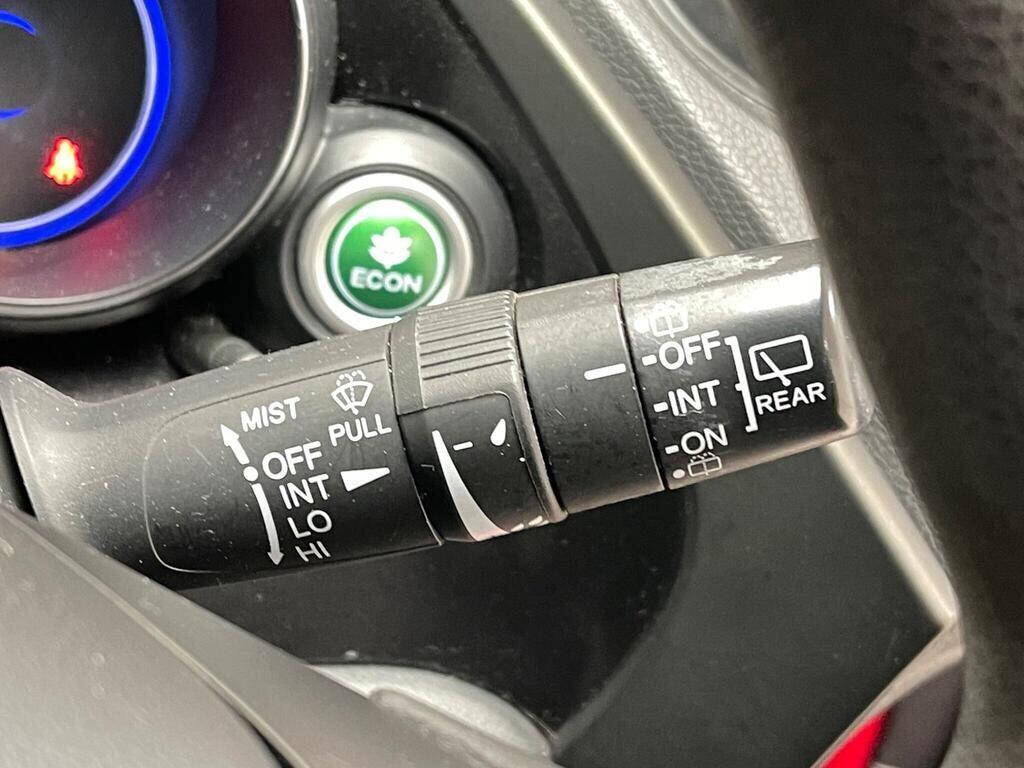 ECON
MIST
PULL
OFF
INT
LO
HI
OFF
INT
ON
REAR